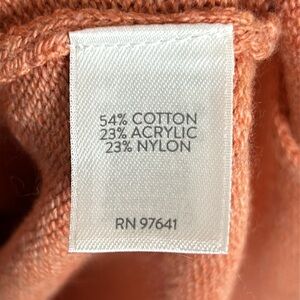 54% COTTON
23% ACRYLIC
23% NYLON
RN 97641